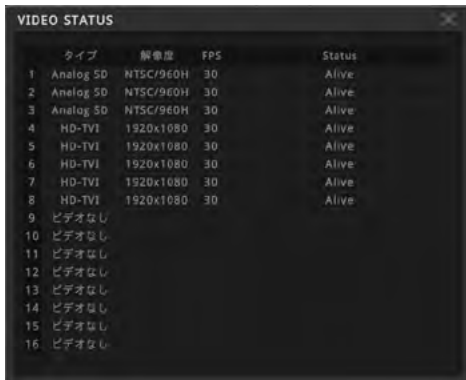 VIDEO STATUS
タイプ 解像度 FPS Status
1 Analog SD NTSC/960H 30 Alive
2 Analog SD NTSC/960H 30 Alive
3 Analog SD NTSC/960H 30 Alive
4 HD-TVI 1920x1080 30 Alive
5 HD-TVI 1920x1080 30 Alive
6 HD-TVI 1920x1080 30 Alive
7 HD-TVI 1920x1080 30 Alive
8 HD-TVI 1920x1080 30 Alive
9 ビデオなし
10 ビデオなし
11 ビデオなし
12 ビデオなし
13 ビデオなし
14 ビデオなし
15 ビデオなし
16 ビデオなし